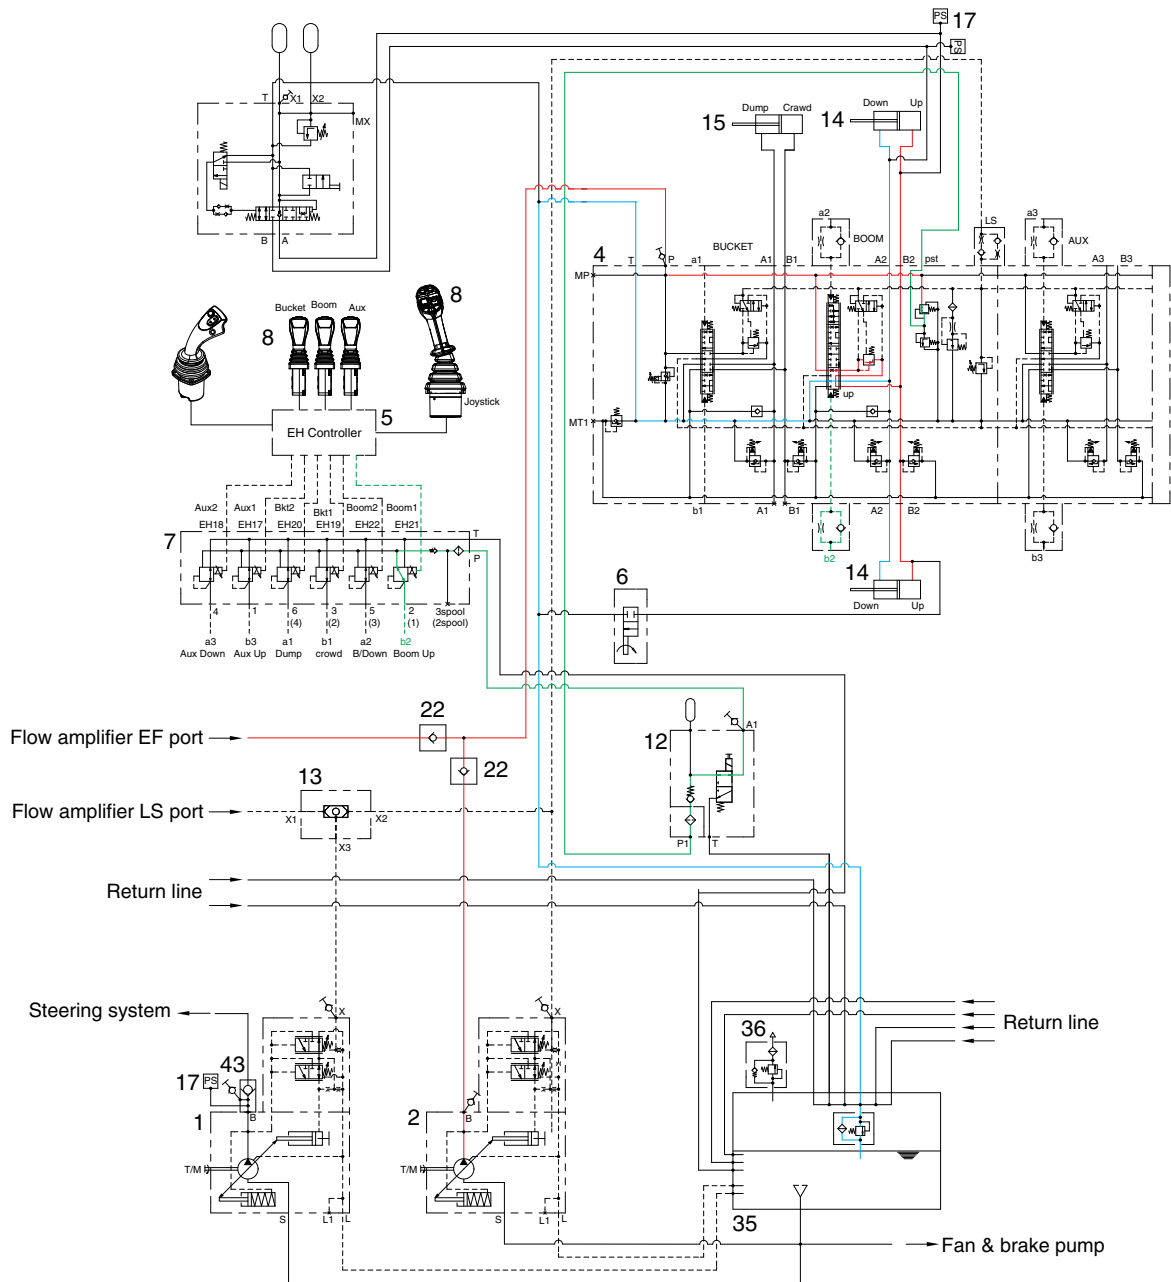 PS 17
PS
T X1 X2
MX
B A
Dump Crawd
15
Down Up
14
a2
BOOM
LS
a3
AUX
BUCKET
4 T P a1 A1 B1 A2 B2 pst A3 B3
MP
up
MT1
b1 A1 B1 A2 B2
b2
b3
Bucket Boom Aux
8
8
Joystick
5
EH Controller
Aux2 Aux1 Bkt2 Bkt1 Boom2 Boom1
EH18 EH17 EH20 EH19 EH22 EH21
7
T
P
4 1 6 3 5 2 3spool
(4) (2) (3) (1) (2spool)
a3 b3 a1 b1 a2 b2
Aux Down Aux Up Dump crowd B/Down Boom Up
6
14
Down Up
22
Flow amplifier EF port
22
12
A1
P1 T
13
Flow amplifier LS port
X1 X2
X3
Return line
Steering system
X
X
43
17 PS
B
1
T/M
S L1 L
B
2
T/M
S L1 L
36
Return line
35
Fan & brake pump